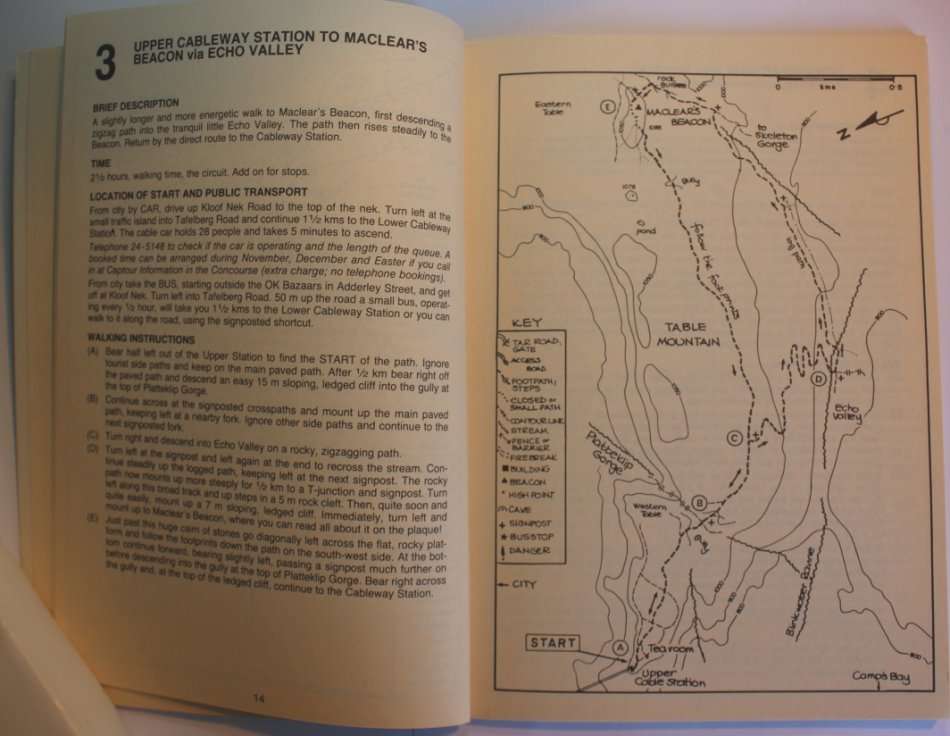 3
UPPER CABLEWAY STATION TO MACLEAR'S
BEACON via ECHO VALLEY
BRIEF DESCRIPTION
A slightly longer and more energetic walk to Maclear's Beacon, first descending a
zigzag path into the tranquil little Echo Valley. The path then rises steadily to the
Beacon. Return by the direct route to the Cableway Station.
TIME
2½ hours, walking time, the circuit. Add on for stops.
LOCATION OF START AND PUBLIC TRANSPORT
From city by CAR, drive up Kloof Nek Road to the top of the nek. Turn left at the
small traffic island into Tafelberg Road and continue 1½ kms to the Lower Cableway
Station. The cable car holds 28 people and takes 5 minutes to ascend.
Telephone 24-5148 to check if the car is operating and the length of the queue. A
booked time can be arranged during November, December and Easter if you call
in at Captour Information in the Concourse (extra charge; no telephone bookings).
From city take the BUS, starting outside the OK Bazaars in Adderley Street, and get
off at Kloof Nek. Turn left into Tafelberg Road. 50 m up the road a small bus, operat-
ing every ½ hour, will take you 1½ kms to the Lower Cableway Station or you can
walk to it along the road, using the signposted shortcut.
WALKING INSTRUCTIONS
(A) Bear half left out of the Upper Station to find the START of the path. Ignore
tourist side paths and keep on the main paved path. After ½ km bear right off
the paved path and descend an easy 15 m sloping, ledged cliff into the gully at
the top of Platteklip Gorge.
(B) Continue across at the signposted crosspaths and mount up the main paved
path, keeping left at a nearby fork. Ignore other side paths and continue to the
next signposted fork.
(C) Turn right and descend into Echo Valley on a rocky, zigzagging path.
(D) Turn left at the signpost and left again at the end to recross the stream. Con-
tinue steadily up the logged path, keeping left at the next signpost. The rocky
path now mounts up more steeply for ½ km to a T-junction and signpost. Turn
left along this broad track and up steps in a 5 m rock cleft. Then, quite soon and
quite easily, mount up a 7 m sloping, ledged cliff. Immediately, turn left and
mount up to Maclear's Beacon, where you can read all about it on the plaque!
(E) Just past this huge cairn of stones go diagonally left across the flat, rocky plat-
form and follow the footprints down the path on the south-west side. At the bot-
tom continue forward, bearing slightly left, passing a signpost much further on
before descending into the gully at the top of Platteklip Gorge. Bear right across
the gully and, at the top of the ledged cliff, continue to the Cableway Station.
14
Eastern
Table
E
MACLEAR'S
BEACON
0 kms 0·5
Z
to
Skeleton
Gorge
gully
pond
follow the foot prints
TABLE
MOUNTAIN
KEY
TAR ROAD,
GATE
ACCESS
ROAD
FOOTPATH,
STEPS
CLOSED or
SMALL PATH
CONTOUR LINE
STREAM
FENCE or
BARRIER
FIREBREAK
BUILDING
BEACON
HIGH POINT
CAVE
SIGNPOST
BUS STOP
DANGER
CITY
D
Echo
Valley
C
Platteklip
Gorge
B
Western
Table
gully
Blinkwater Ravine
START
A
Tearoom
Upper
Cable Station
Camps Bay